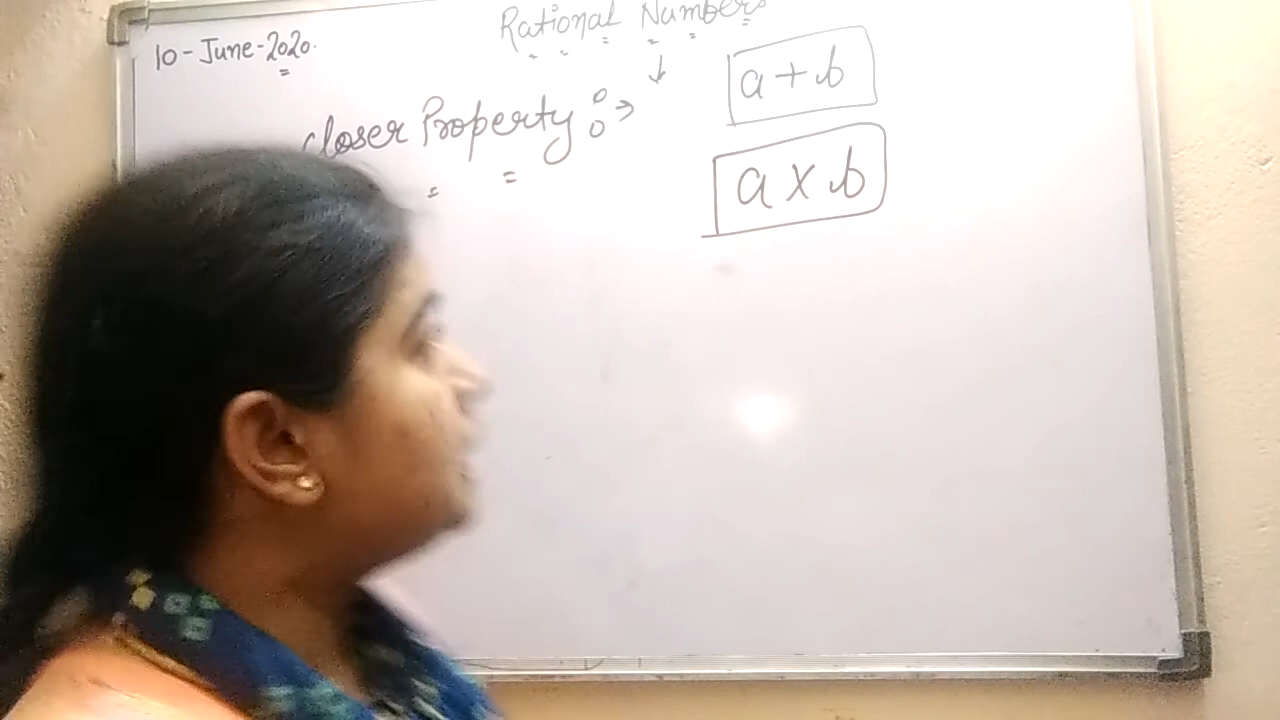 Rational Numbers
10-June-2020.
closer Property :→
a+b
a×b